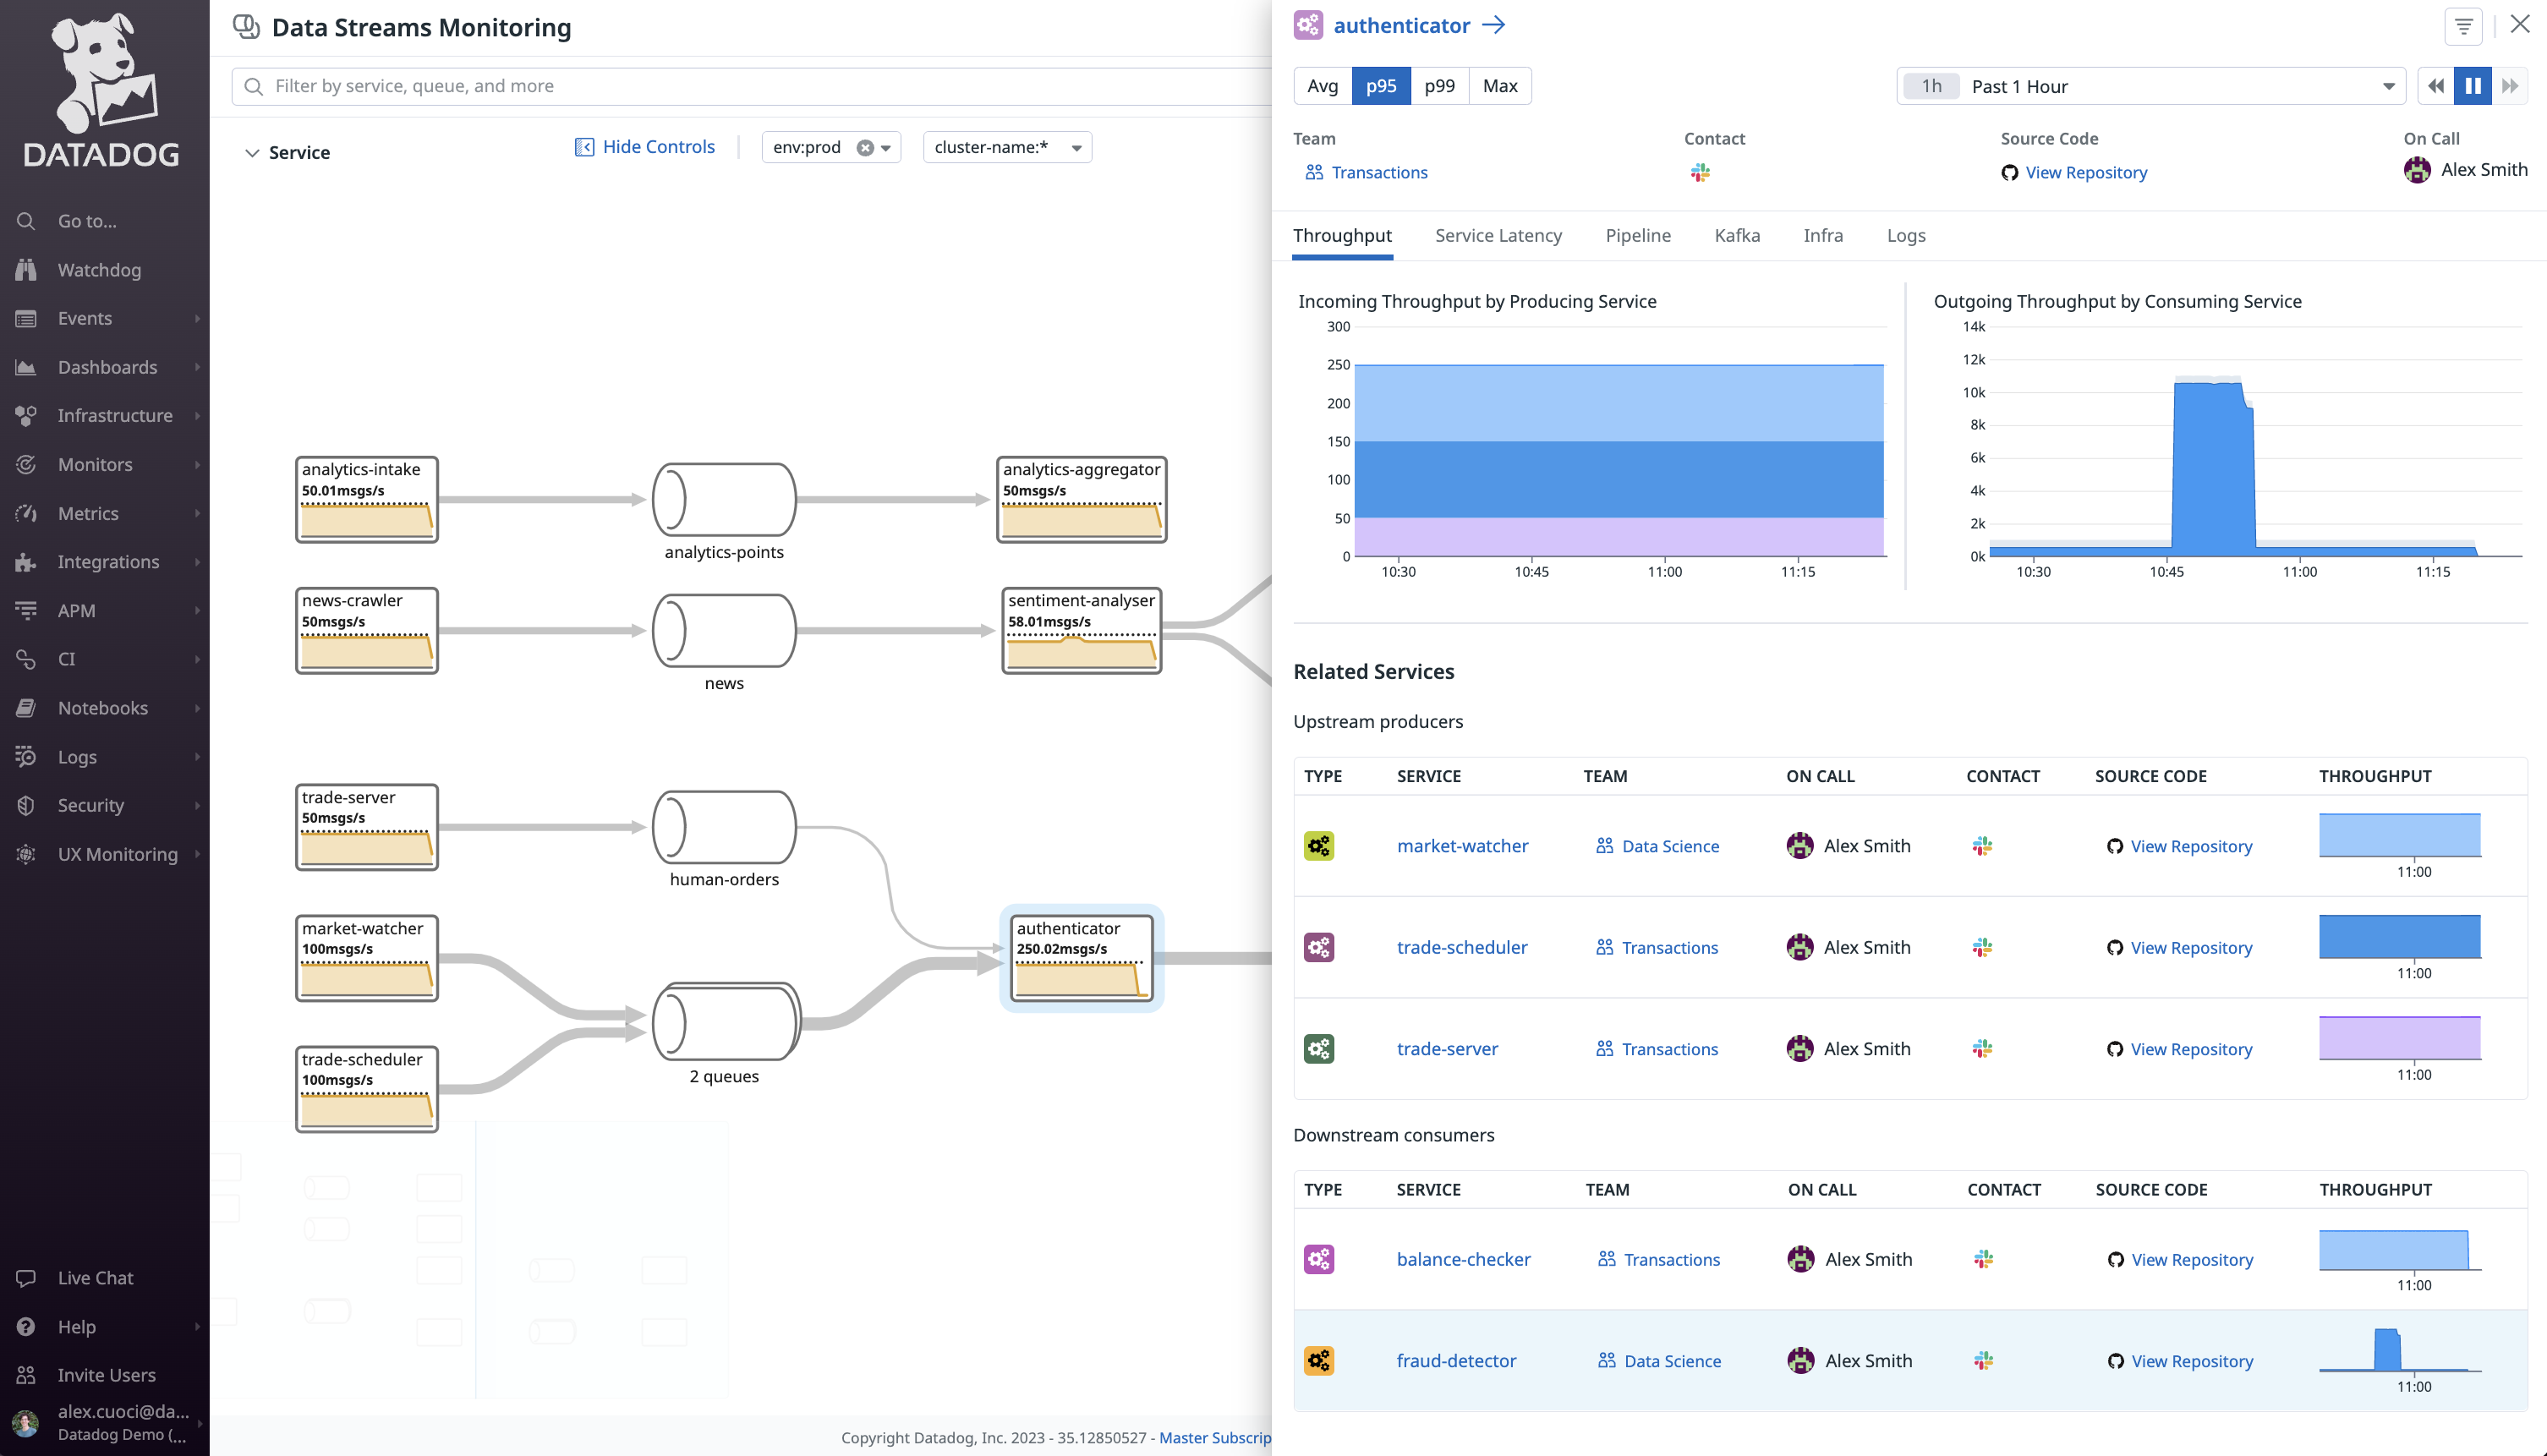 DATADOG
Go to...
Watchdog
Events
Dashboards
Infrastructure
Monitors
Metrics
Integrations
APM
CI
Notebooks
Logs
Security
UX Monitoring
Live Chat
Help
Invite Users
alex.cuoci@da...
Datadog Demo (...
Data Streams Monitoring
Filter by service, queue, and more
Service
Hide Controls
env:prod
cluster-name:*
analytics-intake
50.01msgs/s
analytics-points
analytics-aggregator
50msgs/s
news-crawler
50msgs/s
news
sentiment-analyser
58.01msgs/s
trade-server
50msgs/s
human-orders
market-watcher
100msgs/s
authenticator
250.02msgs/s
trade-scheduler
100msgs/s
2 queues
Copyright Datadog, Inc. 2023 - 35.12850527 - Master Subscrip
authenticator
Avg p95 p99 Max
1h Past 1 Hour
Team Contact Source Code On Call
Transactions View Repository Alex Smith
Throughput Service Latency Pipeline Kafka Infra Logs
Incoming Throughput by Producing Service
300
250
200
150
100
50
0
10:30 10:45 11:00 11:15
Outgoing Throughput by Consuming Service
14k
12k
10k
8k
6k
4k
2k
0k
10:30 10:45 11:00 11:15
Related Services
Upstream producers
TYPE SERVICE TEAM ON CALL CONTACT SOURCE CODE THROUGHPUT
market-watcher Data Science Alex Smith View Repository
11:00
trade-scheduler Transactions Alex Smith View Repository
11:00
trade-server Transactions Alex Smith View Repository
11:00
Downstream consumers
TYPE SERVICE TEAM ON CALL CONTACT SOURCE CODE THROUGHPUT
balance-checker Transactions Alex Smith View Repository
11:00
fraud-detector Data Science Alex Smith View Repository
11:00